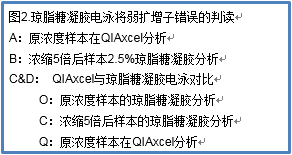 图2.琼脂糖凝胶电泳将弱扩增子错误的判读
A：原浓度样本在QIAxcel分析
B：浓缩5倍后样本2.5%琼脂糖凝胶分析
C&D： QIAxcel与琼脂糖凝胶电泳对比
O：原浓度样本的琼脂糖凝胶分析
C：浓缩5倍后样本的琼脂糖凝胶分析
Q：原浓度样本在QIAxcel分析